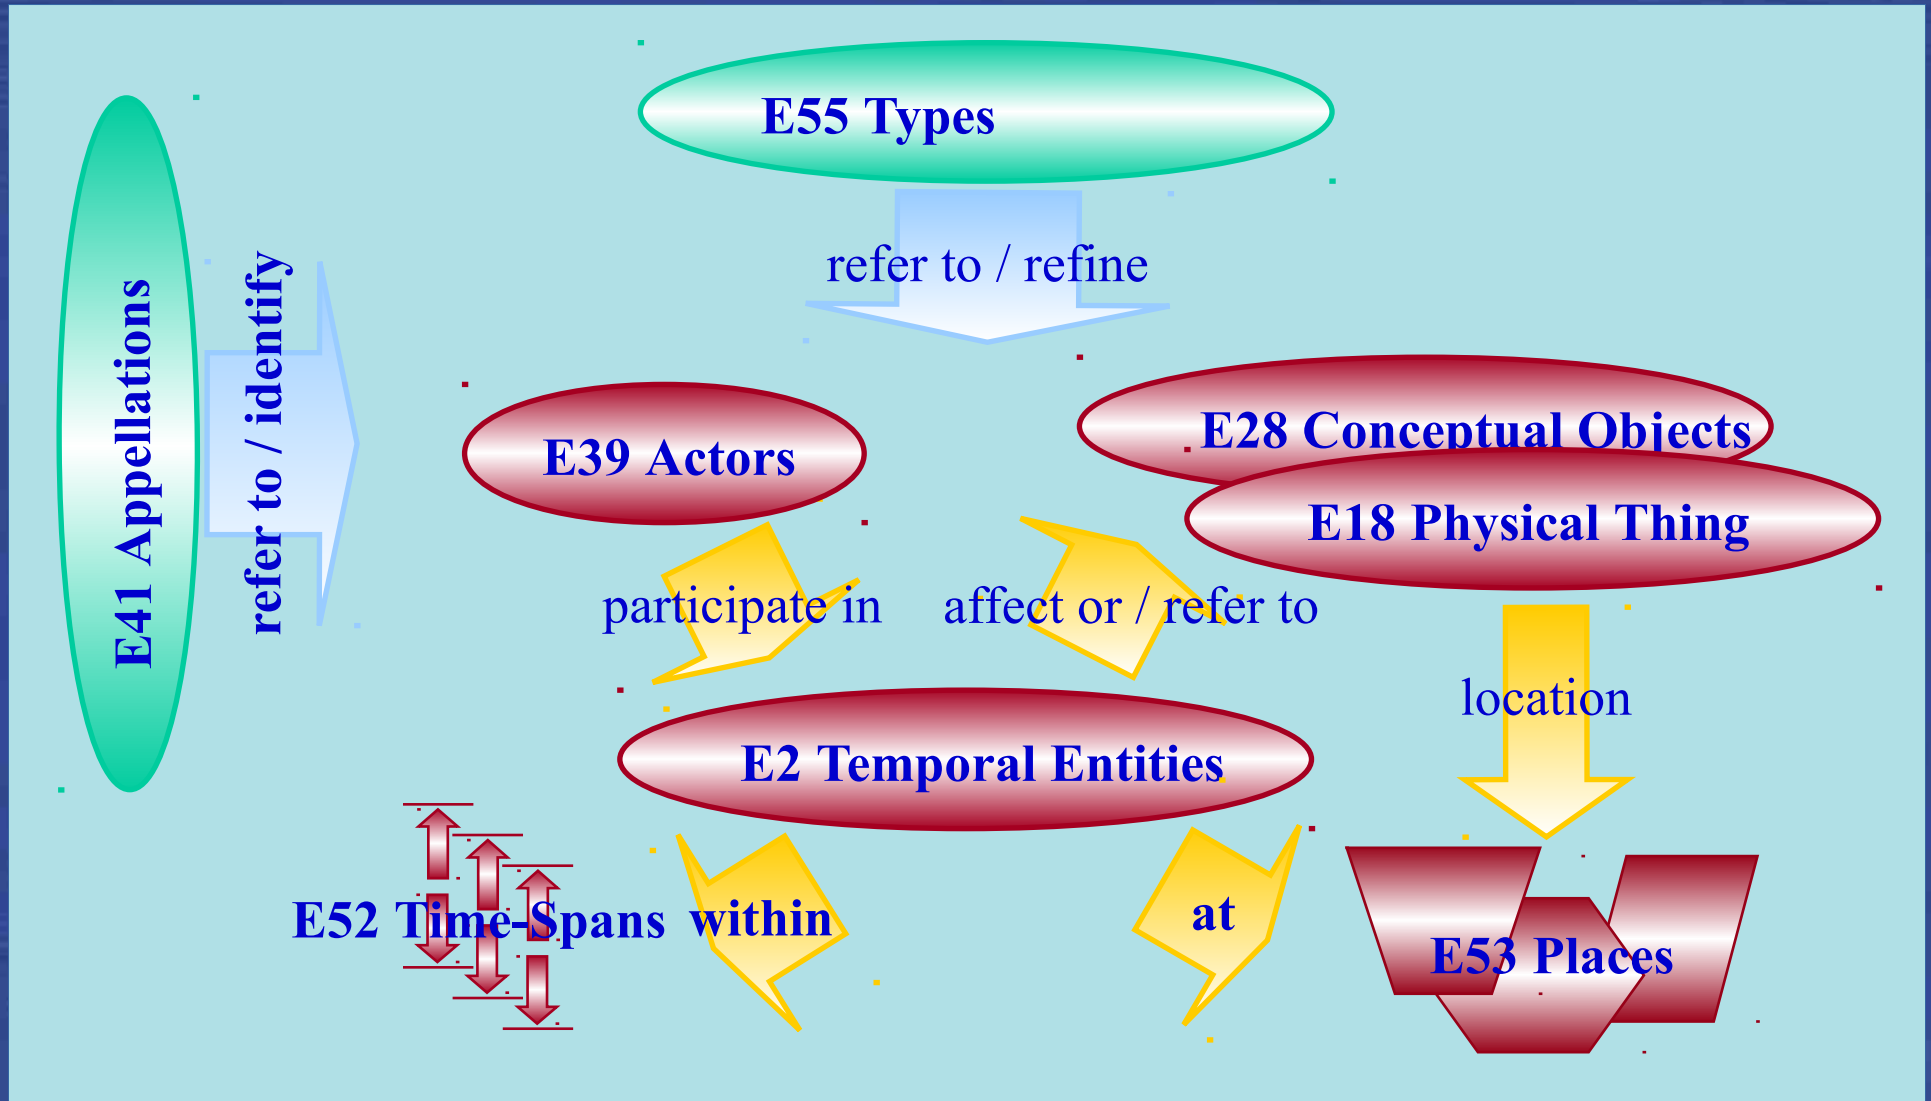 E55 Types
refer to / refine
E41 Appellations
refer to / identify
E39 Actors
E28 Conceptual Objects
E18 Physical Thing
participate in
affect or / refer to
location
E2 Temporal Entities
E52 Time-Spans
within
at
E53 Places